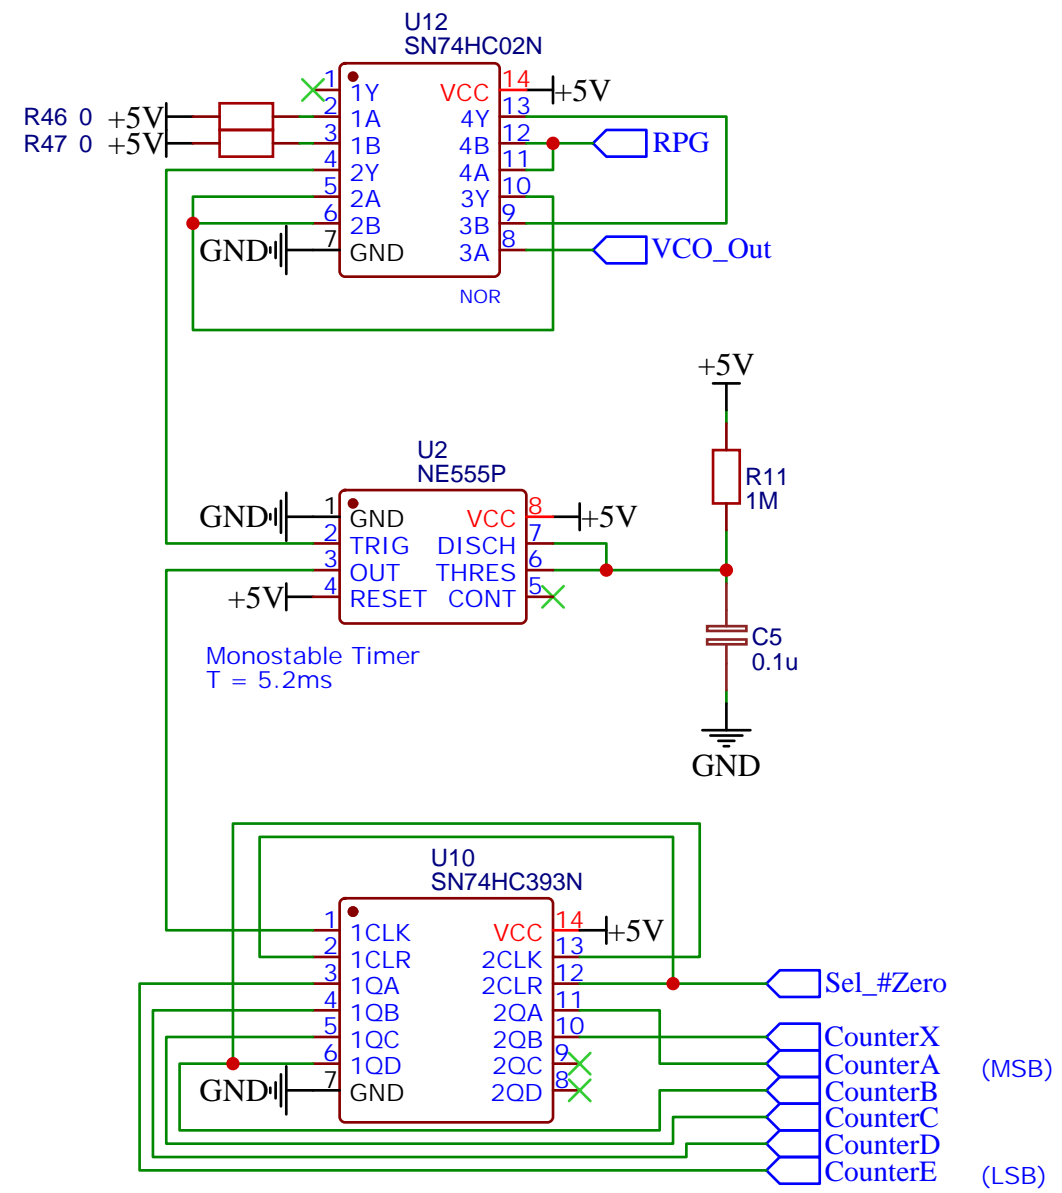 U12
SN74HC02N
1 1Y VCC 14 +5V
R46 0 +5V 2 1A 4Y 13
R47 0 +5V 3 1B 4B 12 RPG
4 2Y 4A 11
5 2A 3Y 10
6 2B 3B 9
GND 7 GND 3A 8 VCO_Out
NOR
+5V
R11
1M
U2
NE555P
GND 1 GND VCC 8 +5V
2 TRIG DISCH 7
3 OUT THRES 6
+5V 4 RESET CONT 5
C5
0.1u
Monostable Timer
T = 5.2ms
GND
U10
SN74HC393N
1 1CLK VCC 14 +5V
2 1CLR 2CLK 13
3 1QA 2CLR 12 Sel_#Zero
4 1QB 2QA 11
5 1QC 2QB 10 CounterX
6 1QD 2QC 9 CounterA (MSB)
GND 7 GND 2QD 8 CounterB
CounterC
CounterD
CounterE (LSB)